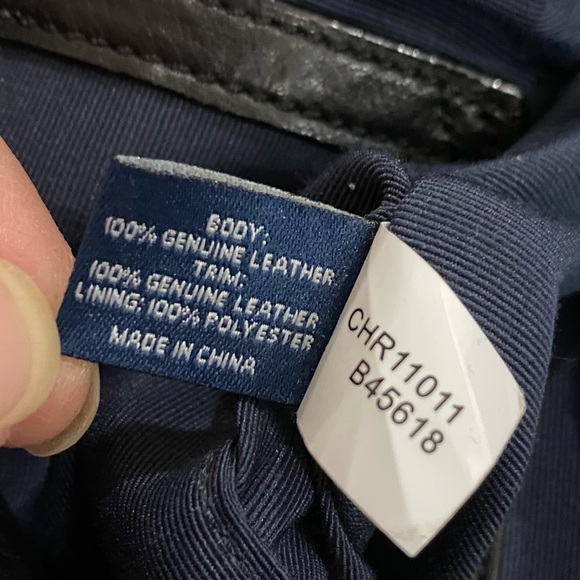 BODY:
100% GENUINE LEATHER
TRIM:
100% GENUINE LEATHER
LINING: 100% POLYESTER
MADE IN CHINA
CHR11011
B45618